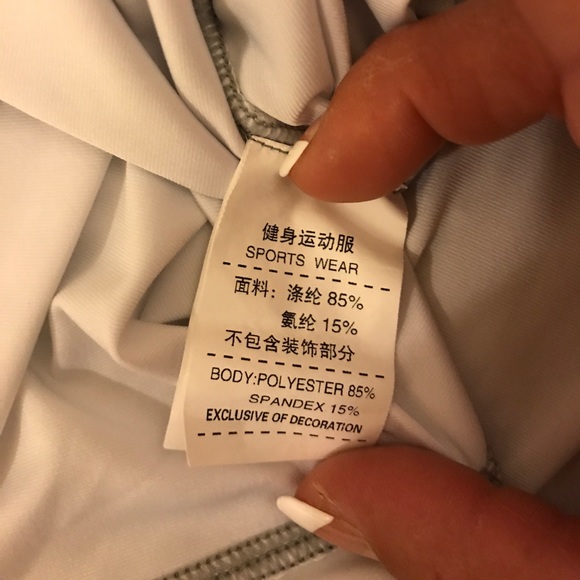 健身运动服
SPORTS WEAR
面料：涤纶 85%
氨纶 15%
不包含装饰部分
BODY:POLYESTER 85%
SPANDEX 15%
EXCLUSIVE OF DECORATION